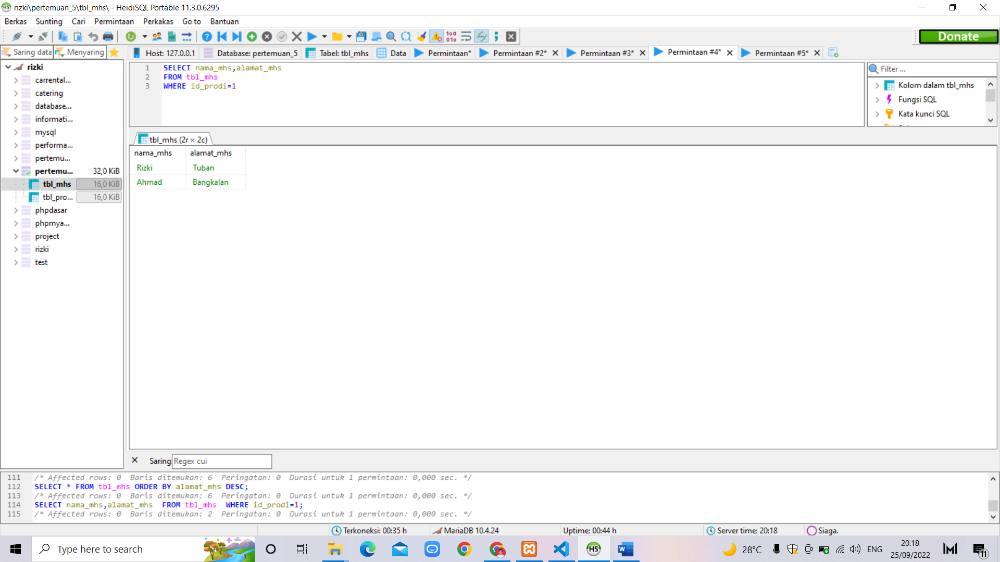 rizki\pertemuan_5\tbl_mhs\ - HeidiSQL Portable 11.3.0.6295
Berkas Sunting Cari Permintaan Perkakas Go to Bantuan
Donate
Saring data Menyaring
Host: 127.0.0.1 Database: pertemuan_5 Tabel: tbl_mhs Data Permintaan* Permintaan #2* Permintaan #3* Permintaan #4* Permintaan #5*
rizki
carrental...
catering
database...
informati...
mysql
performa...
pertemu...
pertemu... 32,0 KiB
tbl_mhs 16,0 KiB
tbl_pro... 16,0 KiB
phpdasar
phpmya...
project
rizki
test
1 SELECT nama_mhs,alamat_mhs
2 FROM tbl_mhs
3 WHERE id_prodi=1
Filter ...
Kolom dalam tbl_mhs
Fungsi SQL
Kata kunci SQL
tbl_mhs (2r × 2c)
nama_mhs alamat_mhs
Rizki Tuban
Ahmad Bangkalan
Saring Regex cui
111 /* Affected rows: 0 Baris ditemukan: 6 Peringatan: 0 Durasi untuk 1 permintaan: 0,000 sec. */
112 SELECT * FROM tbl_mhs ORDER BY alamat_mhs DESC;
113 /* Affected rows: 0 Baris ditemukan: 6 Peringatan: 0 Durasi untuk 1 permintaan: 0,000 sec. */
114 SELECT nama_mhs,alamat_mhs FROM tbl_mhs WHERE id_prodi=1;
115 /* Affected rows: 0 Baris ditemukan: 2 Peringatan: 0 Durasi untuk 1 permintaan: 0,000 sec. */
Terkoneksi: 00:35 h MariaDB 10.4.24 Uptime: 00:44 h Server time: 20:18 Siaga.
Type here to search
28°C ENG
20.18
25/09/2022
11